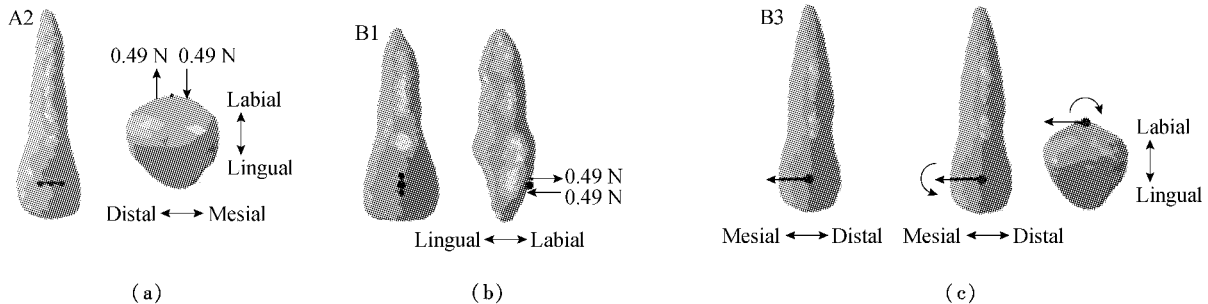 A2
0.49 N 0.49 N
Labial
Lingual
Distal Mesial
(a)
B1
0.49 N
0.49 N
Lingual Labial
(b)
B3
Labial
Lingual
Mesial Distal Mesial Distal
(c)